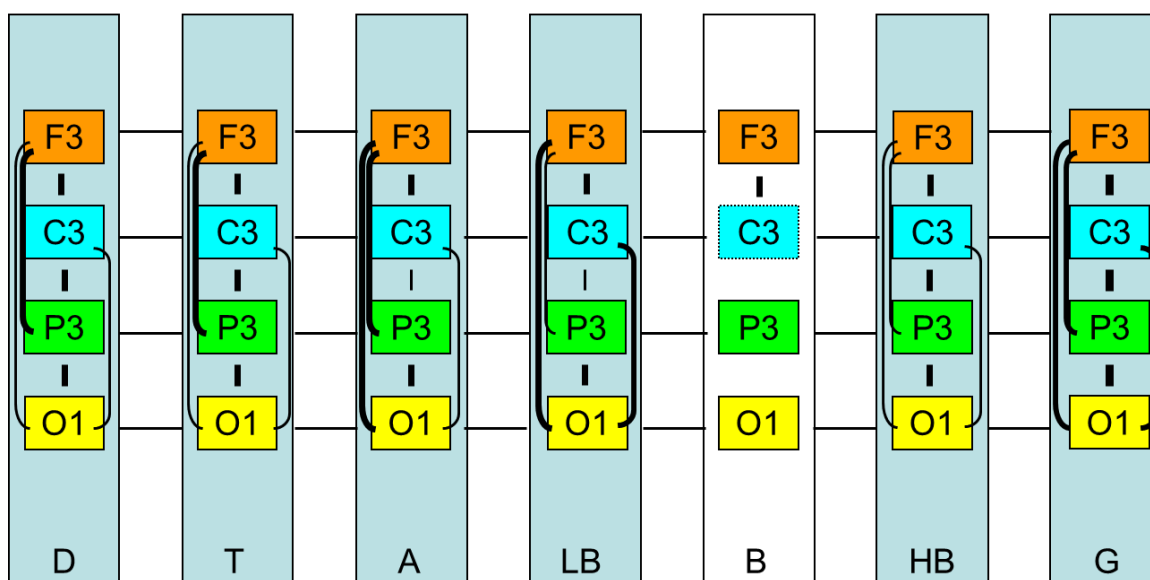 F3 F3 F3 F3 F3 F3 F3
C3 C3 C3 C3 C3 C3 C3
P3 P3 P3 P3 P3 P3 P3
O1 O1 O1 O1 O1 O1 O1
D T A LB B HB G